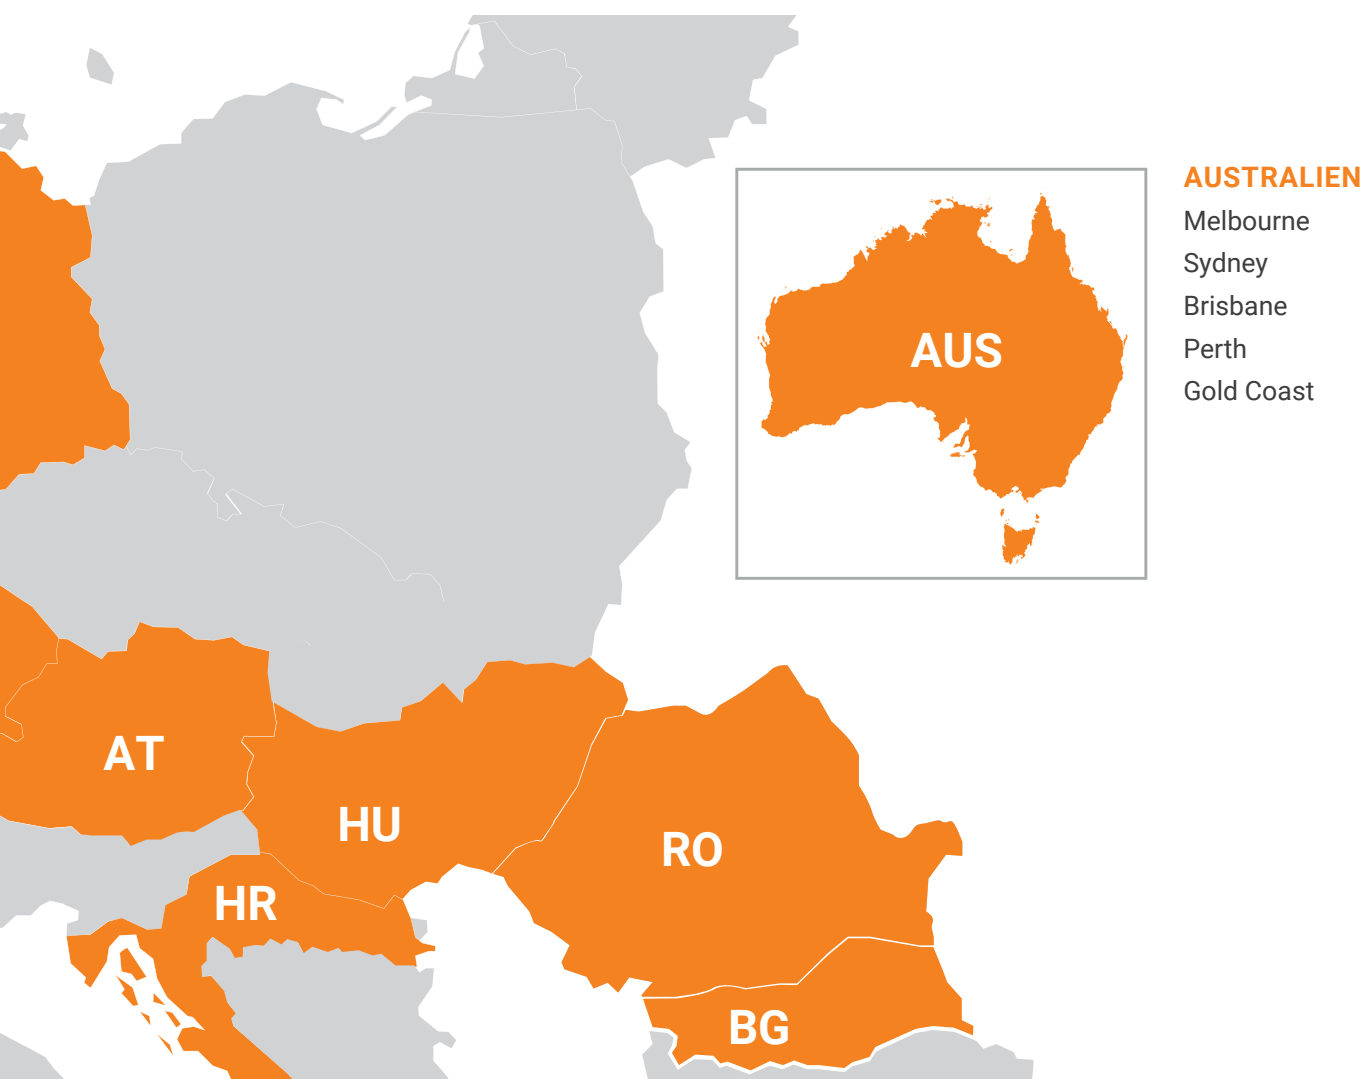 AUSTRALIEN
Melbourne
Sydney
Brisbane
Perth
Gold Coast
AUS
AT
HU
RO
HR
BG